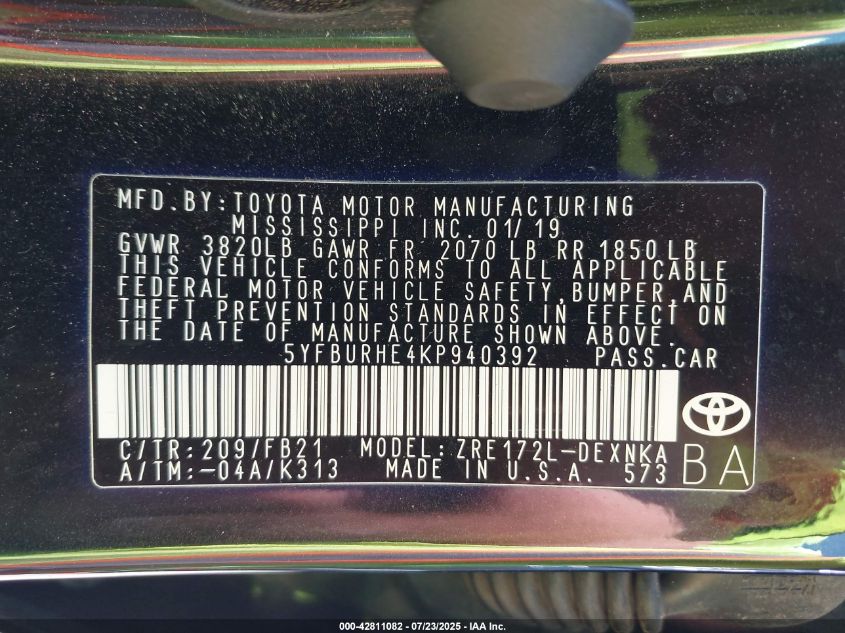 MFD.BY:TOYOTA MOTOR MANUFACTURING
MISSISSIPPI INC. 01/19
GVWR 3820LB GAWR FR 2070 LB RR 1850 LB
THIS VEHICLE CONFORMS TO ALL APPLICABLE
FEDERAL MOTOR VEHICLE SAFETY,BUMPER,AND
THEFT PREVENTION STANDARDS IN EFFECT ON
THE DATE OF MANUFACTURE SHOWN ABOVE.
5YFBURHE4KP940392 PASS.CAR
C/TR:209/FB21 MODEL:ZRE172L-DEXNKA
A/TM:-04A/K313 MADE IN U.S.A. 573
BA
000-42811082 - 07/23/2025 - IAA Inc.